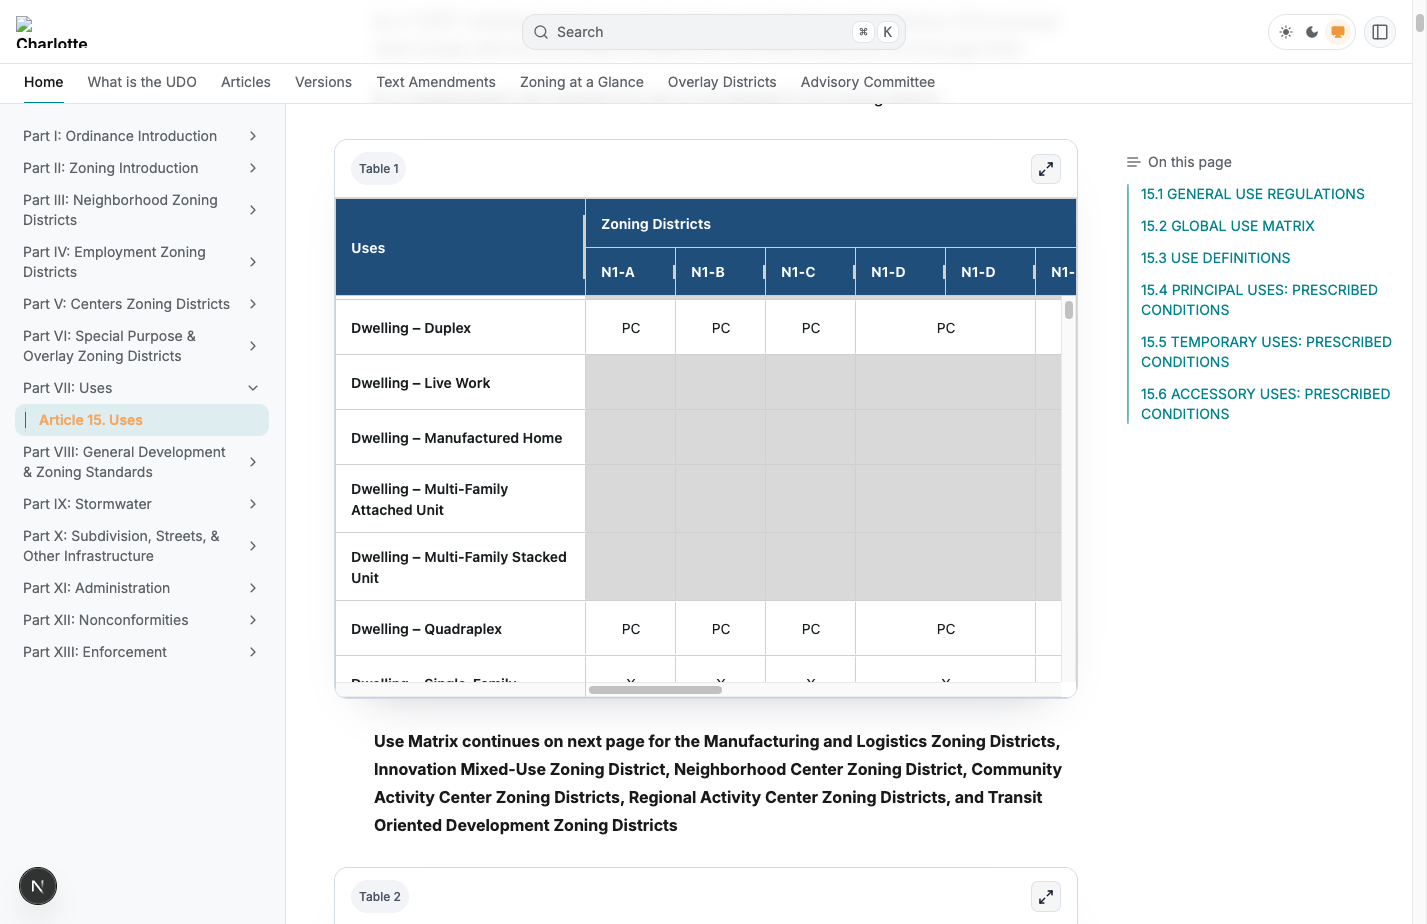 Charlotte
Search
⌘ K
Home What is the UDO Articles Versions Text Amendments Zoning at a Glance Overlay Districts Advisory Committee
Part I: Ordinance Introduction
Part II: Zoning Introduction
Part III: Neighborhood Zoning
Districts
Part IV: Employment Zoning
Districts
Part V: Centers Zoning Districts
Part VI: Special Purpose &
Overlay Zoning Districts
Part VII: Uses
Article 15. Uses
Part VIII: General Development
& Zoning Standards
Part IX: Stormwater
Part X: Subdivision, Streets, &
Other Infrastructure
Part XI: Administration
Part XII: Nonconformities
Part XIII: Enforcement
N
Table 1
Uses
Zoning Districts
N1-A N1-B N1-C N1-D N1-D N1-
Dwelling – Duplex PC PC PC PC
Dwelling – Live Work
Dwelling – Manufactured Home
Dwelling – Multi-Family
Attached Unit
Dwelling – Multi-Family Stacked
Unit
Dwelling – Quadraplex PC PC PC PC
Dwelling – Single-Family X X X X
Use Matrix continues on next page for the Manufacturing and Logistics Zoning Districts,
Innovation Mixed-Use Zoning District, Neighborhood Center Zoning District, Community
Activity Center Zoning Districts, Regional Activity Center Zoning Districts, and Transit
Oriented Development Zoning Districts
Table 2
On this page
15.1 GENERAL USE REGULATIONS
15.2 GLOBAL USE MATRIX
15.3 USE DEFINITIONS
15.4 PRINCIPAL USES: PRESCRIBED
CONDITIONS
15.5 TEMPORARY USES: PRESCRIBED
CONDITIONS
15.6 ACCESSORY USES: PRESCRIBED
CONDITIONS